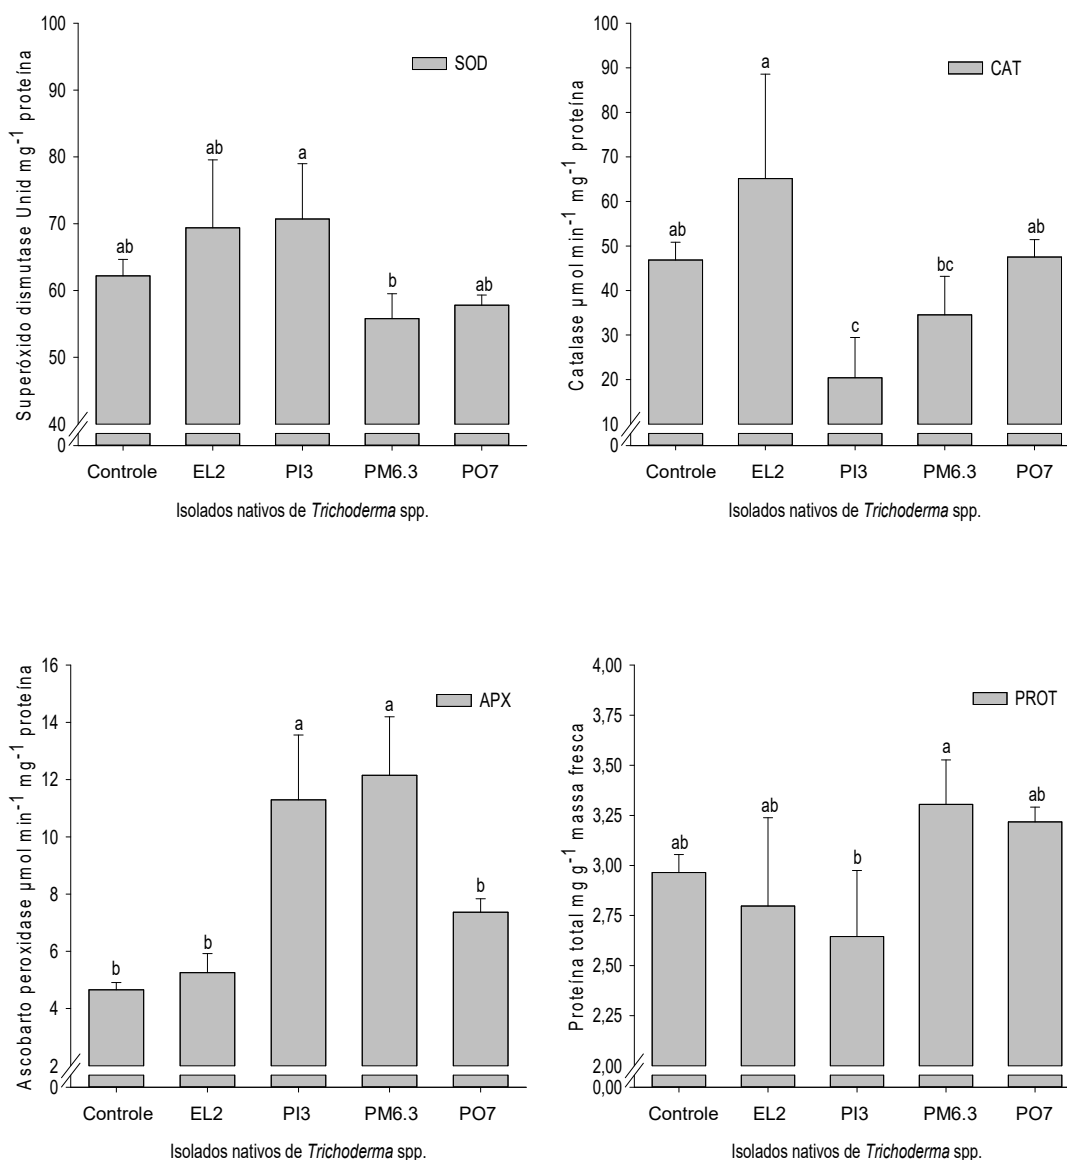 Superóxido dismutase Unid mg⁻¹ proteína
100
90
80
70
60
50
40
0
SOD
ab
ab
a
b
ab
Controle EL2 PI3 PM6.3 PO7
Isolados nativos de Trichoderma spp.
Catalase µmol min⁻¹ mg⁻¹ proteína
100
90
80
70
60
50
40
30
20
10
0
CAT
ab
a
c
bc
ab
Controle EL2 PI3 PM6.3 PO7
Isolados nativos de Trichoderma spp.
Ascobarto peroxidase µmol min⁻¹ mg⁻¹ proteína
16
14
12
10
8
6
4
2
0
APX
b
b
a
a
b
Controle EL2 PI3 PM6.3 PO7
Isolados nativos de Trichoderma spp.
Proteína total mg g⁻¹ massa fresca
4,00
3,75
3,50
3,25
3,00
2,75
2,50
2,25
2,00
0,00
PROT
ab
ab
b
a
ab
Controle EL2 PI3 PM6.3 PO7
Isolados nativos de Trichoderma spp.